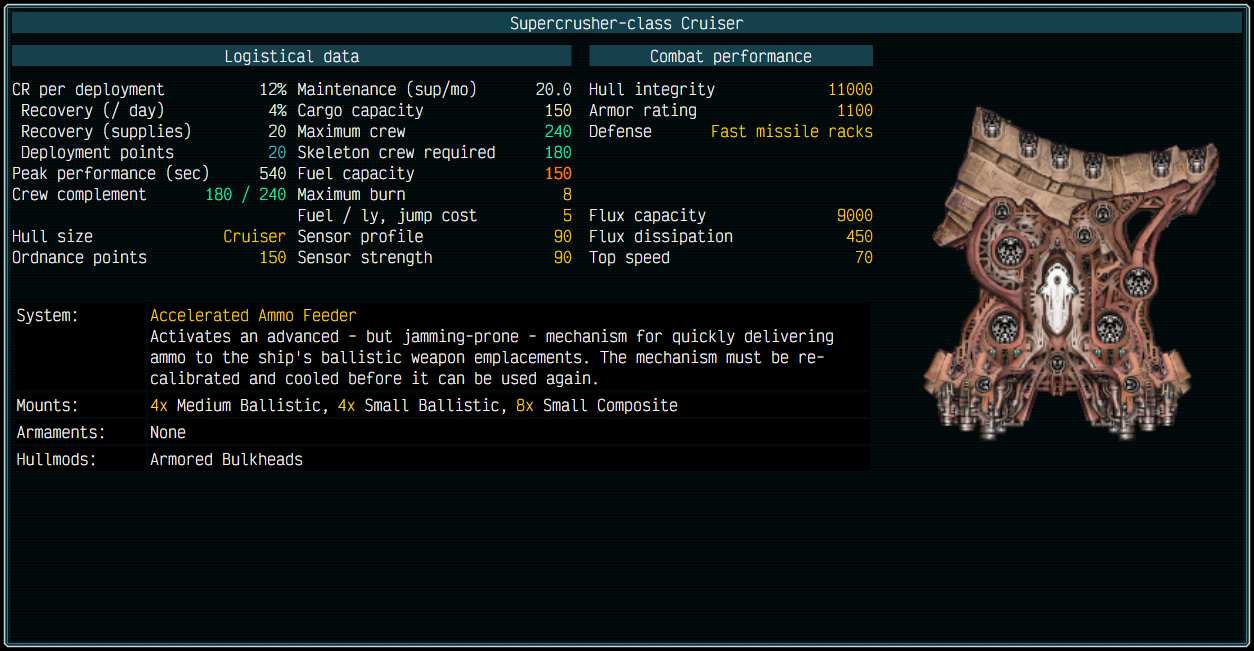 Supercrusher-class Cruiser
Logistical data
CR per deployment 12%
Recovery (/ day) 4%
Recovery (supplies) 20
Deployment points 20
Peak performance (sec) 540
Crew complement 180 / 240
Hull size Cruiser
Ordnance points 150
Maintenance (sup/mo) 20.0
Cargo capacity 150
Maximum crew 240
Skeleton crew required 180
Fuel capacity 150
Maximum burn 8
Fuel / ly, jump cost 5
Sensor profile 90
Sensor strength 90
Combat performance
Hull integrity 11000
Armor rating 1100
Defense Fast missile racks
Flux capacity 9000
Flux dissipation 450
Top speed 70
System: Accelerated Ammo Feeder
Activates an advanced - but jamming-prone - mechanism for quickly delivering
ammo to the ship's ballistic weapon emplacements. The mechanism must be re-
calibrated and cooled before it can be used again.
Mounts: 4x Medium Ballistic, 4x Small Ballistic, 8x Small Composite
Armaments: None
Hullmods: Armored Bulkheads